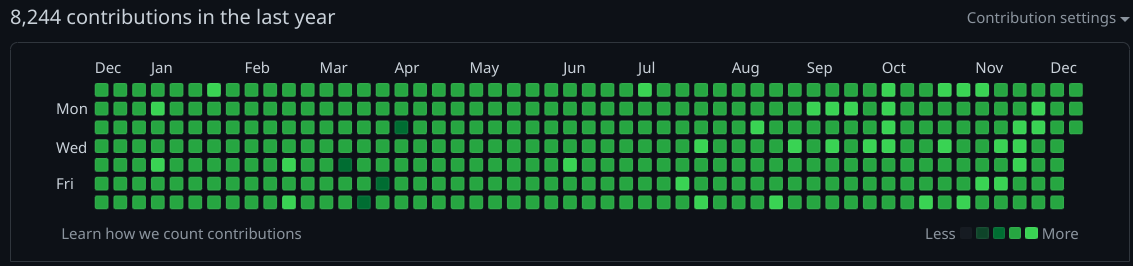 8,244 contributions in the last year
Contribution settings
Dec Jan Feb Mar Apr May Jun Jul Aug Sep Oct Nov Dec
Mon
Wed
Fri
Learn how we count contributions
Less More